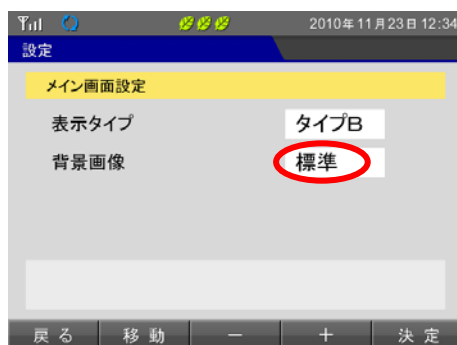 2010年11月23日 12:34
設定
メイン画面設定
表示タイプ タイプB
背景画像 標準
戻る 移動 － ＋ 決定